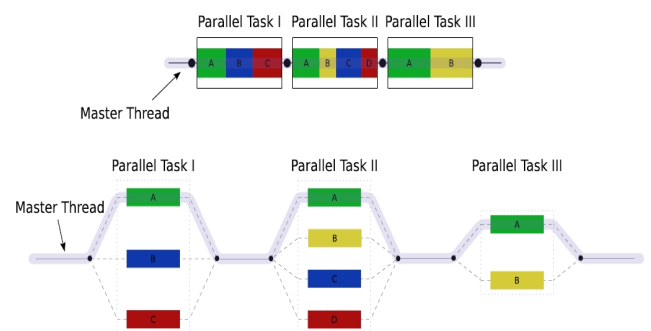 Parallel Task I Parallel Task II Parallel Task III
A B C A B C D A B
Master Thread
Parallel Task I Parallel Task II Parallel Task III
A A
Master Thread
A
B
B
C
B
C D